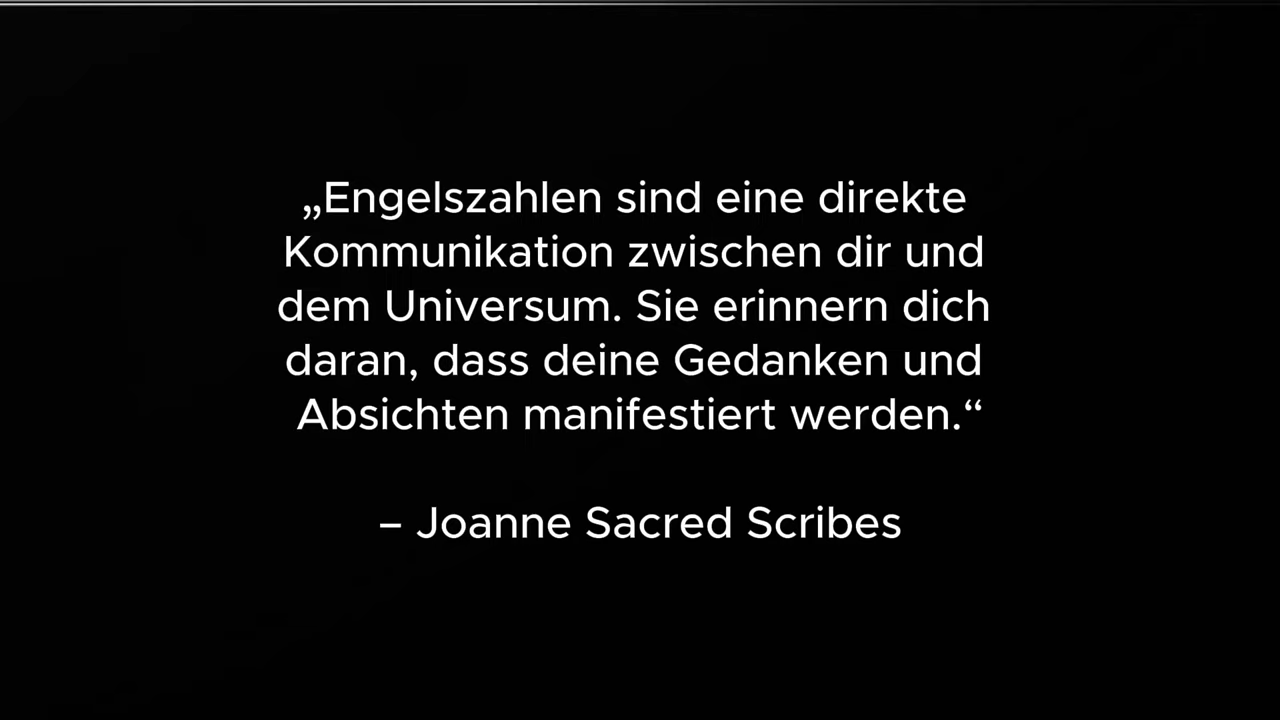 „Engelszahlen sind eine direkte
Kommunikation zwischen dir und
dem Universum. Sie erinnern dich
daran, dass deine Gedanken und
Absichten manifestiert werden.“
– Joanne Sacred Scribes